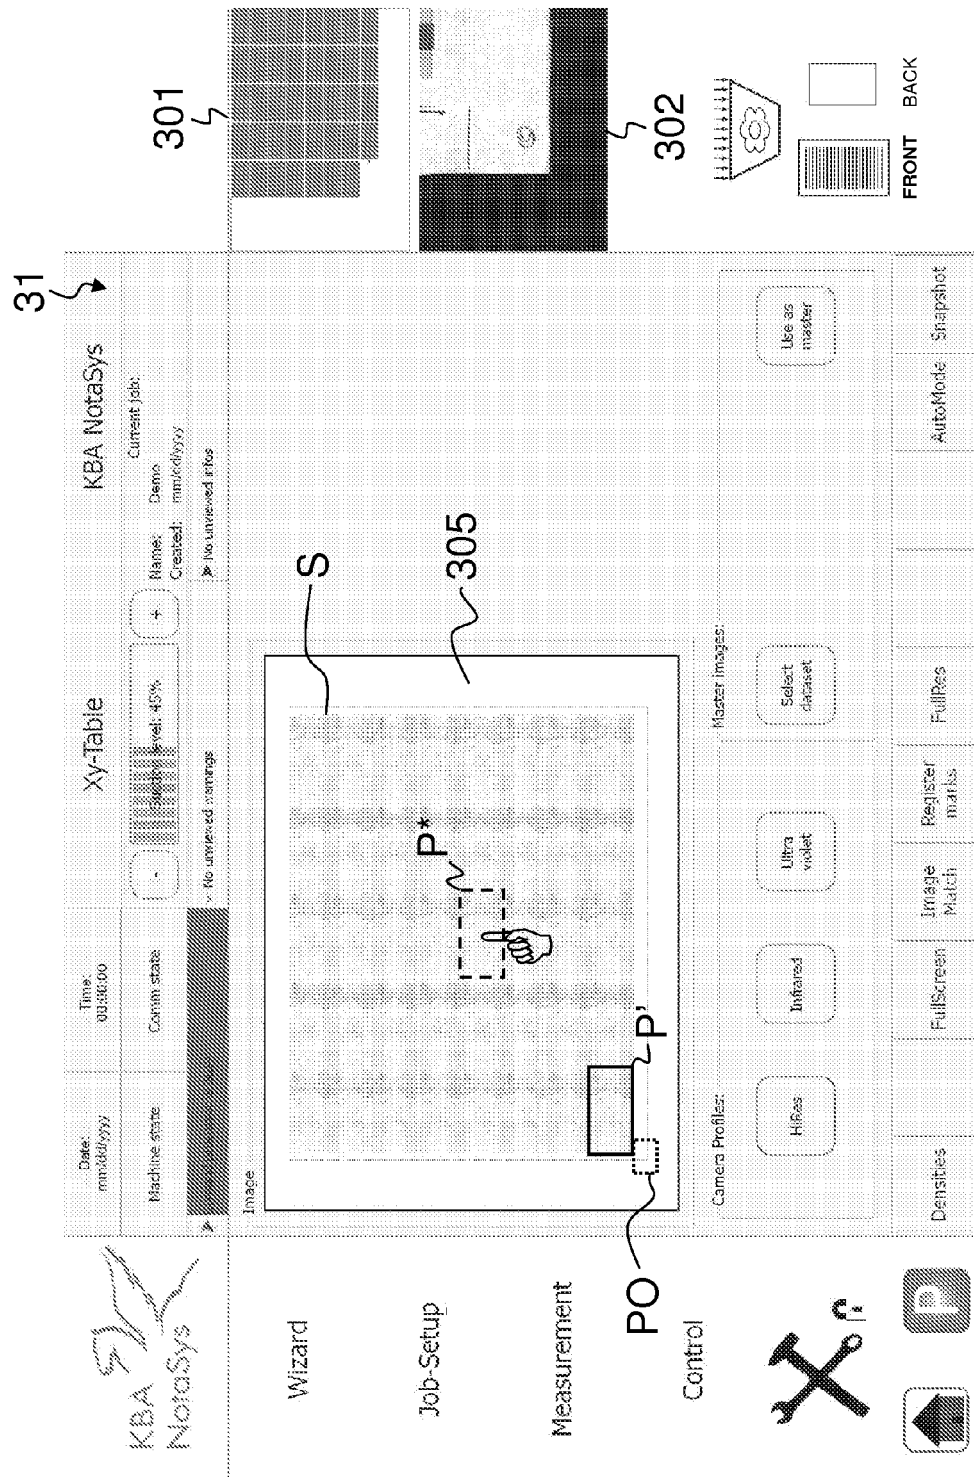 31
301
302
KBA
NotaSys
Date:
mm/dd/yyyy
Time:
00:00:00
Xy-Table
KBA NotaSys
Machine state
Comm state
-
level: 45%
+
Current job:
Name: Demo
Created: mm/dd/yyyy
No unviewed warnings
No unviewed infos
Wizard
Job-Setup
Measurement
Control
Image
S
305
P*
P'
PO
Camera Profiles:
HiRes
Infrared
Ultra
violet
Master images:
Select
dataset
Use as
master
Densities
FullScreen
Image
Match
Register
marks
FullRes
AutoMode
Snapshot
FRONT
BACK
P